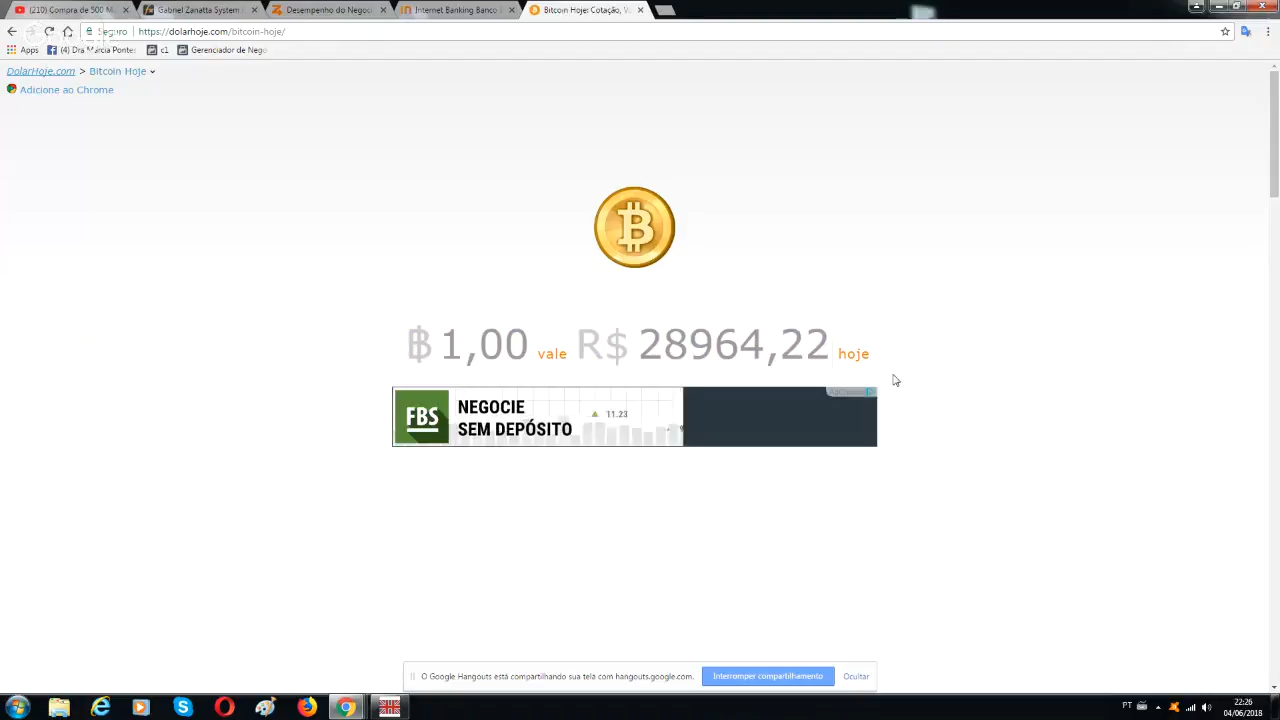 (210) Compra de 500 M
Gabriel Zanatta System
Desempenho do Negóci
Internet Banking Banco
Bitcoin Hoje: Cotação, V
Seguro
https://dolarhoje.com/bitcoin-hoje/
Apps
(4) Dra Márcia Pontes
c1
Gerenciador de Negó
DolarHoje.com > Bitcoin Hoje
Adicione ao Chrome
฿ 1,00 vale R$ 28964,22 hoje
FBS
NEGOCIE
SEM DEPÓSITO
11.23
O Google Hangouts está compartilhando sua tela com hangouts.google.com.
Interromper compartilhamento
Ocultar
PT
22:26
04/06/2018